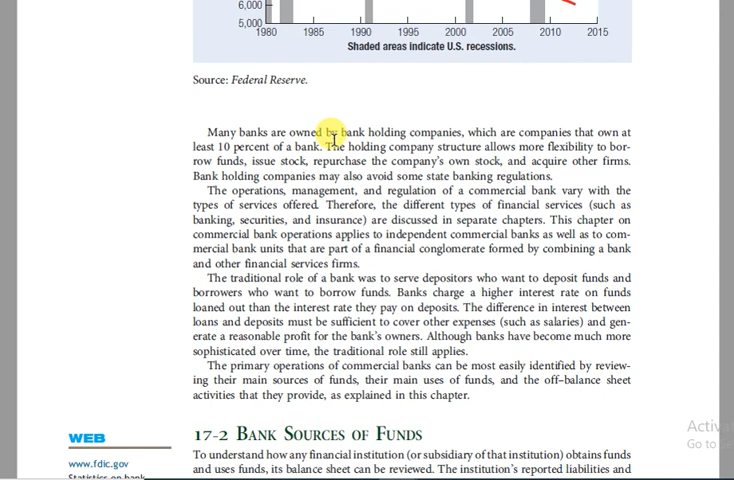 6,000
5,000
1980 1985 1990 1995 2000 2005 2010 2015
Shaded areas indicate U.S. recessions.
Source: Federal Reserve.
Many banks are owned by bank holding companies, which are companies that own at
least 10 percent of a bank. The holding company structure allows more flexibility to bor-
row funds, issue stock, repurchase the company's own stock, and acquire other firms.
Bank holding companies may also avoid some state banking regulations.
The operations, management, and regulation of a commercial bank vary with the
types of services offered. Therefore, the different types of financial services (such as
banking, securities, and insurance) are discussed in separate chapters. This chapter on
commercial bank operations applies to independent commercial banks as well as to com-
mercial bank units that are part of a financial conglomerate formed by combining a bank
and other financial services firms.
The traditional role of a bank was to serve depositors who want to deposit funds and
borrowers who want to borrow funds. Banks charge a higher interest rate on funds
loaned out than the interest rate they pay on deposits. The difference in interest between
loans and deposits must be sufficient to cover other expenses (such as salaries) and gen-
erate a reasonable profit for the bank's owners. Although banks have become much more
sophisticated over time, the traditional role still applies.
The primary operations of commercial banks can be most easily identified by review-
ing their main sources of funds, their main uses of funds, and the off-balance sheet
activities that they provide, as explained in this chapter.
17-2 BANK SOURCES OF FUNDS
To understand how any financial institution (or subsidiary of that institution) obtains funds
and uses funds, its balance sheet can be reviewed. The institution's reported liabilities and
WEB
www.fdic.gov
Statistics on bank
Activ
Go to